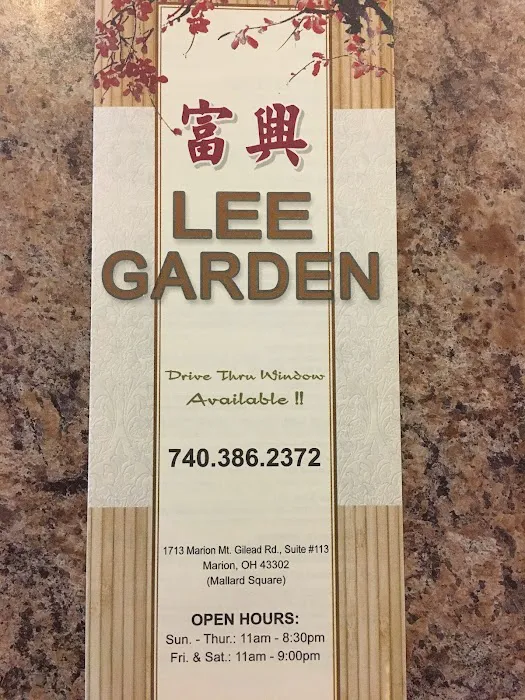 富興
LEE
GARDEN
Drive Thru Window
Available !!
740.386.2372
1713 Marion Mt. Gilead Rd., Suite #113
Marion, OH 43302
(Mallard Square)
OPEN HOURS:
Sun. - Thur.: 11am - 8:30pm
Fri. & Sat.: 11am - 9:00pm